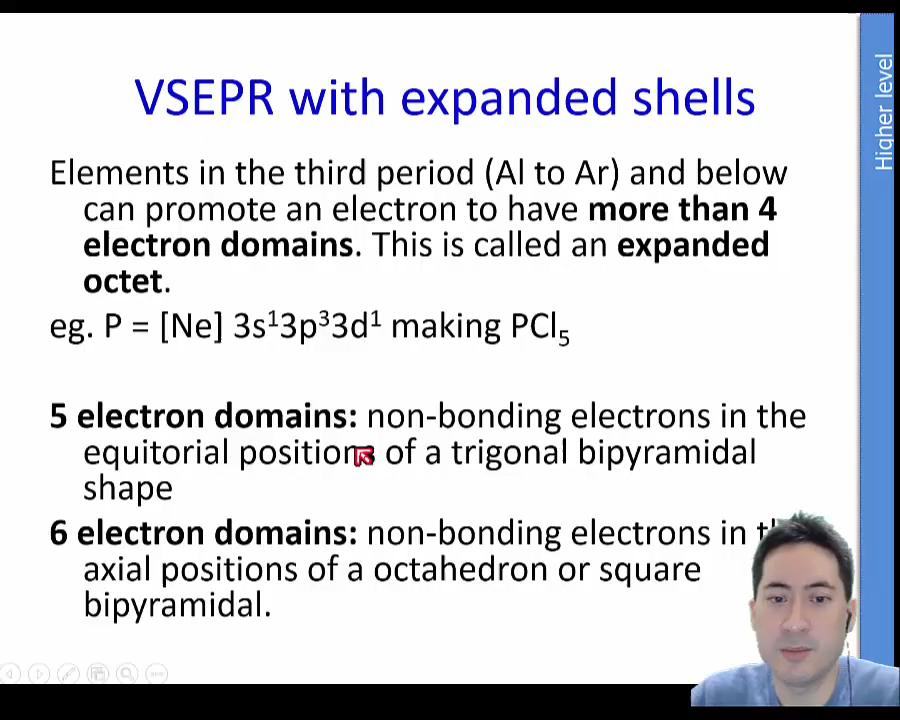 VSEPR with expanded shells
Higher level
Elements in the third period (Al to Ar) and below
can promote an electron to have more than 4
electron domains. This is called an expanded
octet.
eg. P = [Ne] 3s¹3p³3d¹ making PCl₅
5 electron domains: non-bonding electrons in the
equitorial positions of a trigonal bipyramidal
shape
6 electron domains: non-bonding electrons in
axial positions of a octahedron or square
bipyramidal.